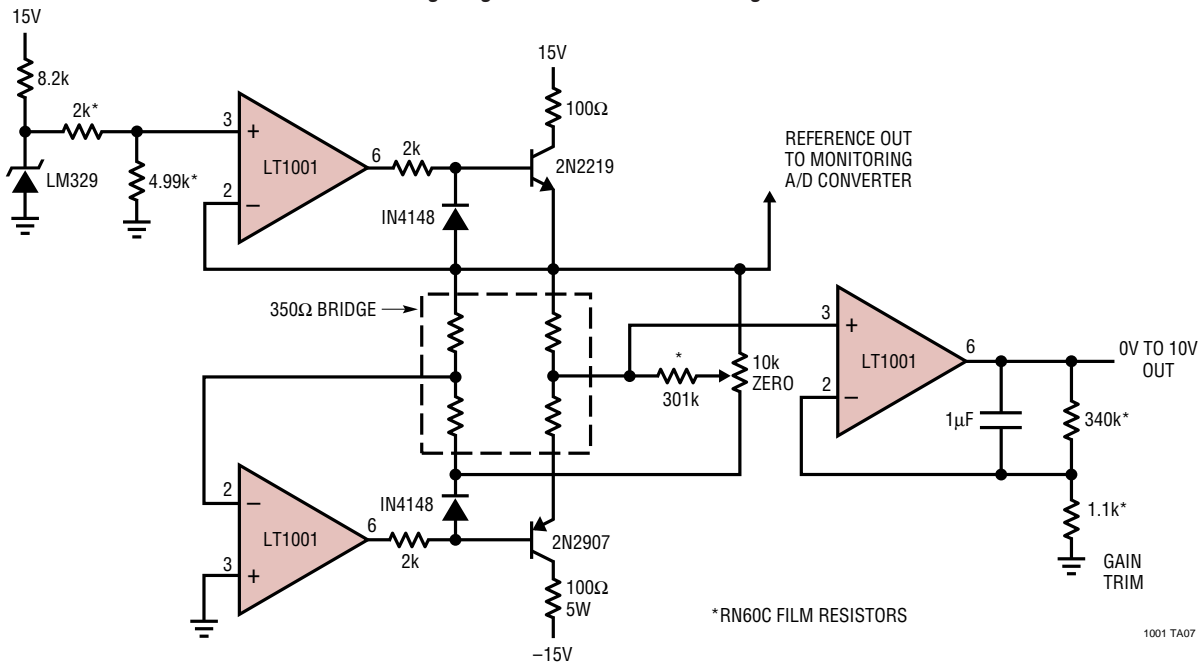 15V
8.2k
2k*
LM329
4.99k*
3
+
LT1001
2
–
6
2k
IN4148
15V
100Ω
2N2219
REFERENCE OUT
TO MONITORING
A/D CONVERTER
350Ω BRIDGE
*
301k
10k
ZERO
3
+
LT1001
2
–
6
0V TO 10V
OUT
1µF
340k*
1.1k*
GAIN
TRIM
2
–
LT1001
3
+
6
2k
IN4148
2N2907
100Ω
5W
–15V
*RN60C FILM RESISTORS
1001 TA07